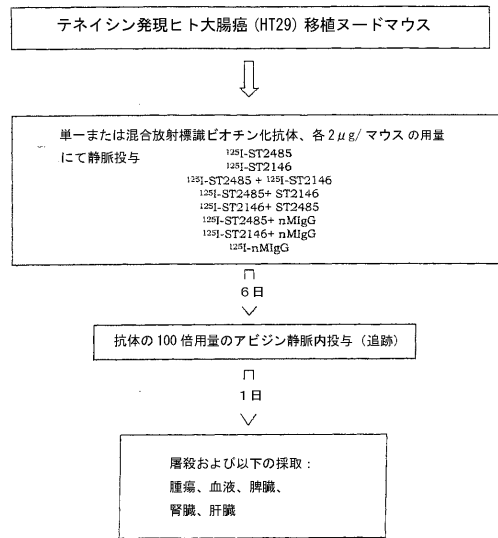 テネイシン発現ヒト大腸癌 (HT29) 移植ヌードマウス
単一または混合放射標識ビオチン化抗体、各2μg/マウスの用量
にて静脈投与
¹²⁵I-ST2485
¹²⁵I-ST2146
¹²⁵I-ST2485 + ¹²⁵I-ST2146
¹²⁵I-ST2485+ ST2146
¹²⁵I-ST2146+ ST2485
¹²⁵I-ST2485+ nMIgG
¹²⁵I-ST2146+ nMIgG
¹²⁵I-nMIgG
6日
抗体の100倍用量のアビジン静脈内投与 (追跡)
1日
屠殺および以下の採取：
腫瘍、血液、脾臓、
腎臓、肝臓